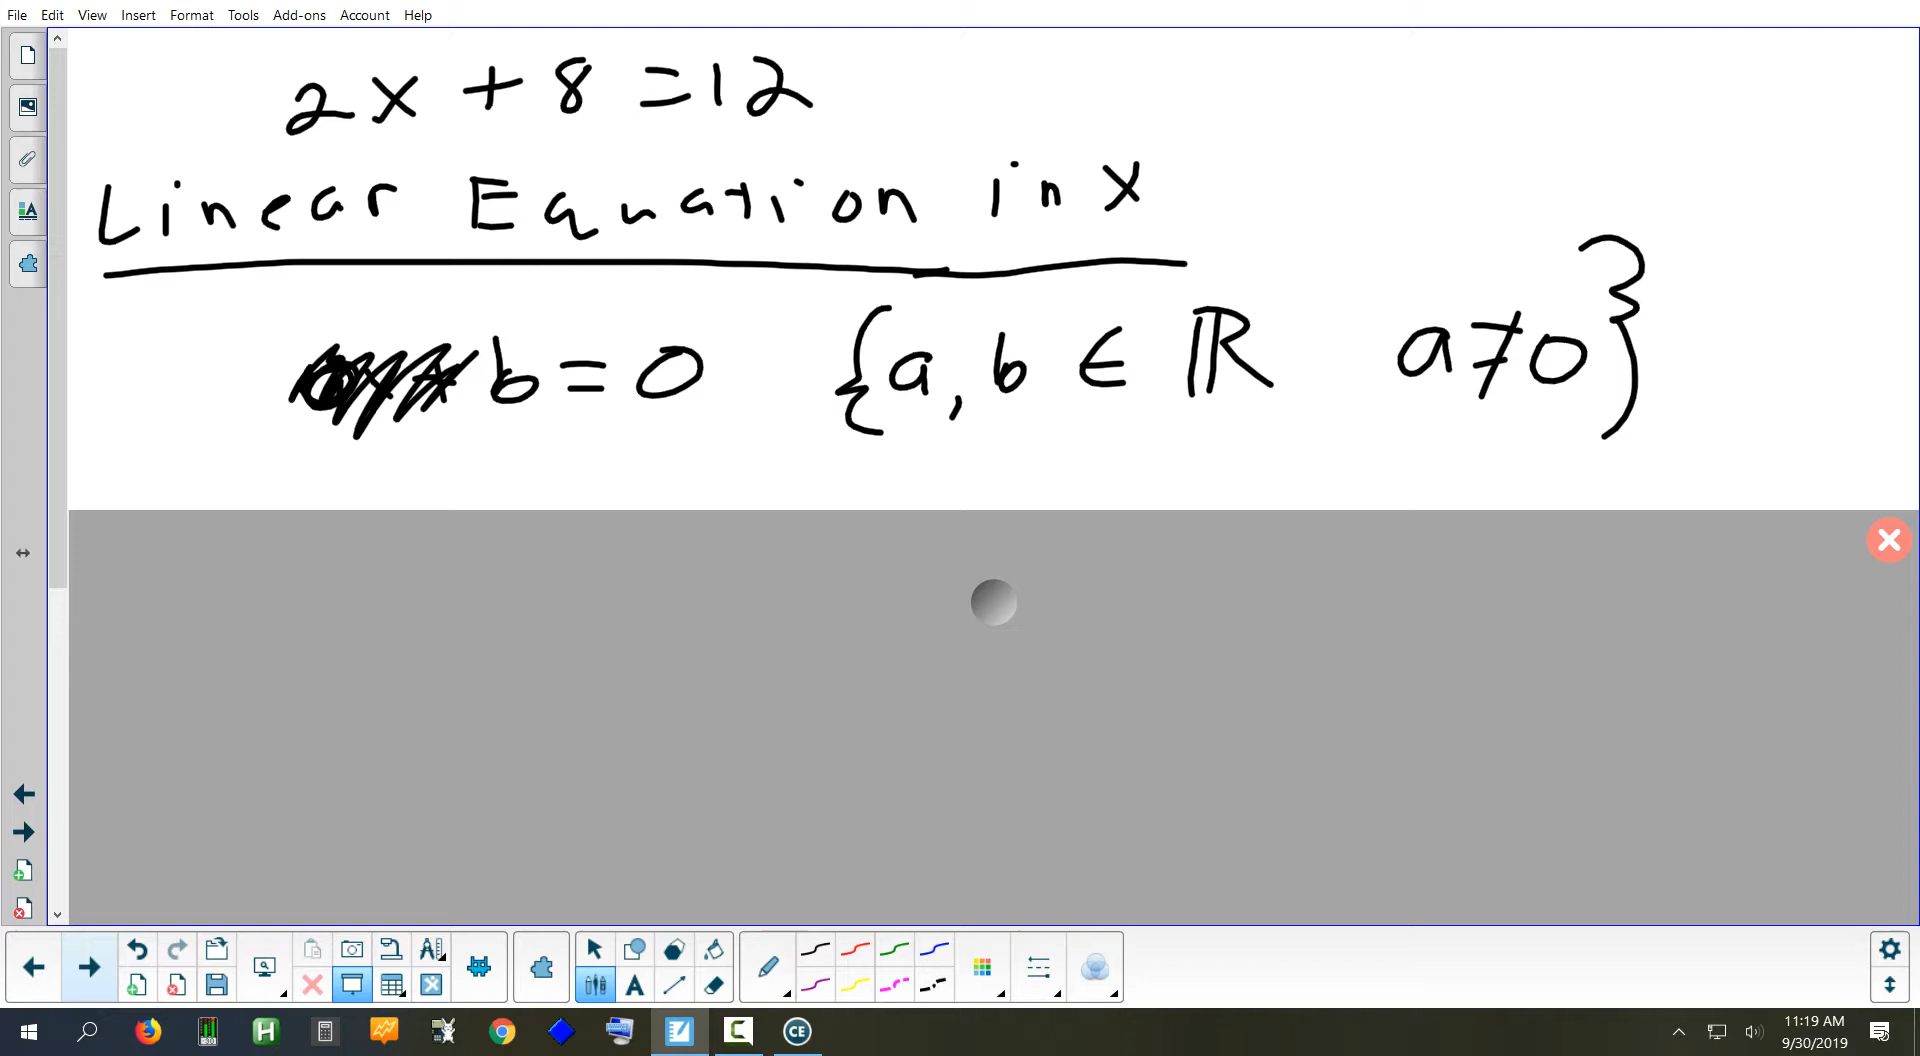 File Edit View Insert Format Tools Add-ons Account Help
2x + 8 = 12
Linear Equation in x
b = 0 {a, b ∈ ℝ a ≠ 0}
11:19 AM
9/30/2019